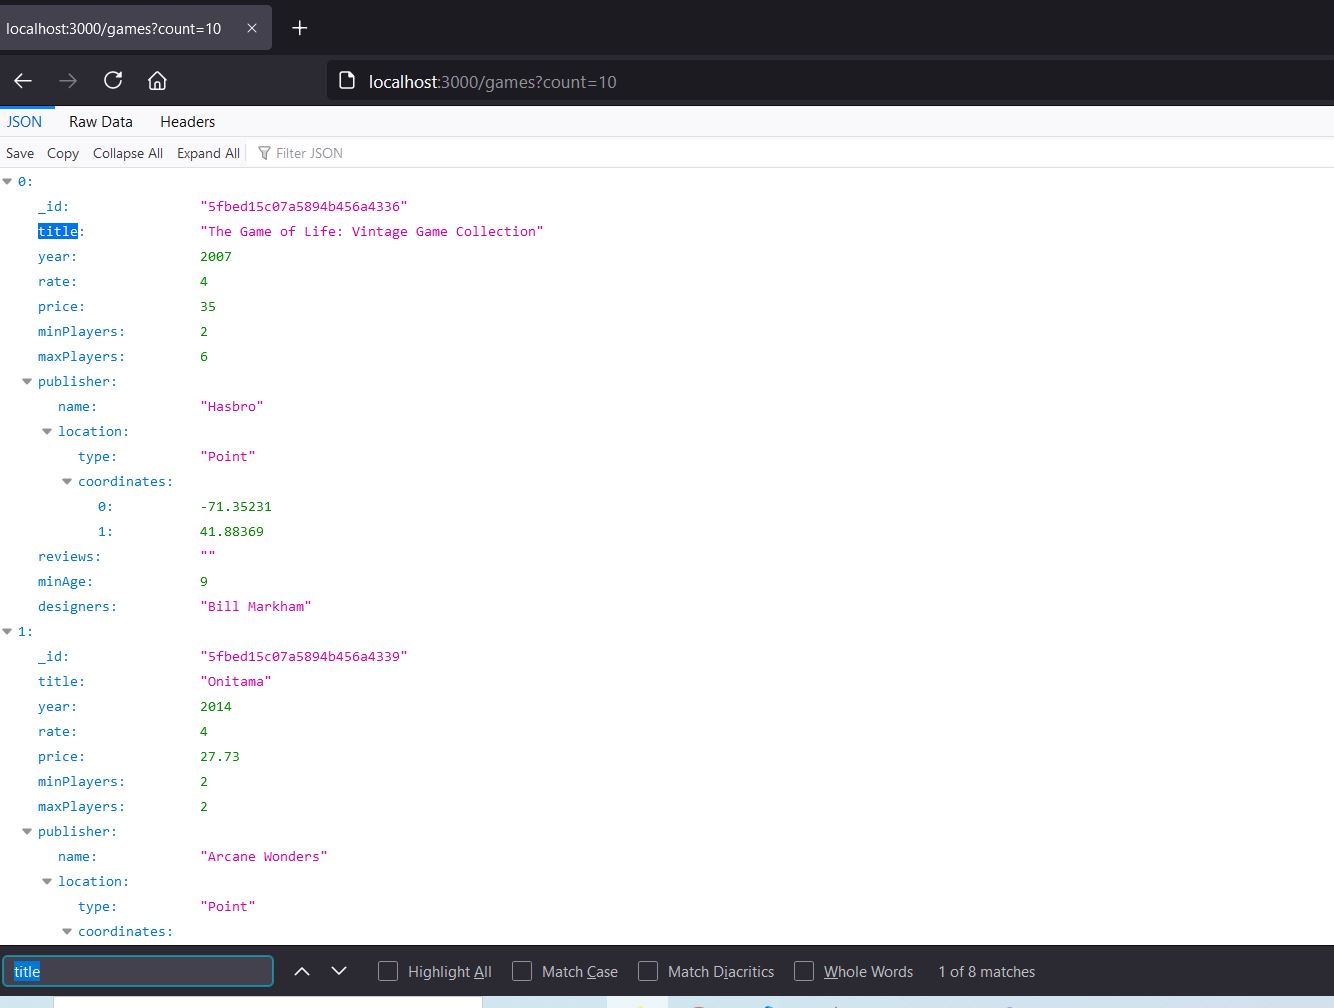 localhost:3000/games?count=10
localhost:3000/games?count=10
JSON Raw Data Headers
Save Copy Collapse All Expand All Filter JSON
0:
_id: "5fbed15c07a5894b456a4336"
title: "The Game of Life: Vintage Game Collection"
year: 2007
rate: 4
price: 35
minPlayers: 2
maxPlayers: 6
publisher:
name: "Hasbro"
location:
type: "Point"
coordinates:
0: -71.35231
1: 41.88369
reviews: ""
minAge: 9
designers: "Bill Markham"
1:
_id: "5fbed15c07a5894b456a4339"
title: "Onitama"
year: 2014
rate: 4
price: 27.73
minPlayers: 2
maxPlayers: 2
publisher:
name: "Arcane Wonders"
location:
type: "Point"
coordinates:
title Highlight All Match Case Match Diacritics Whole Words 1 of 8 matches